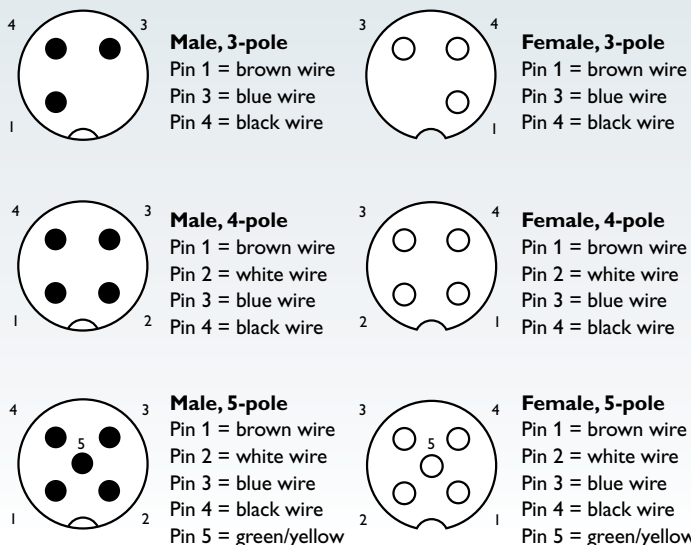 4 3
1
Male, 3-pole
Pin 1 = brown wire
Pin 3 = blue wire
Pin 4 = black wire
3 4
1
Female, 3-pole
Pin 1 = brown wire
Pin 3 = blue wire
Pin 4 = black wire
4 3
1 2
Male, 4-pole
Pin 1 = brown wire
Pin 2 = white wire
Pin 3 = blue wire
Pin 4 = black wire
3 4
2 1
Female, 4-pole
Pin 1 = brown wire
Pin 2 = white wire
Pin 3 = blue wire
Pin 4 = black wire
4 3
5
1 2
Male, 5-pole
Pin 1 = brown wire
Pin 2 = white wire
Pin 3 = blue wire
Pin 4 = black wire
Pin 5 = green/yellow
3 4
5
2 1
Female, 5-pole
Pin 1 = brown wire
Pin 2 = white wire
Pin 3 = blue wire
Pin 4 = black wire
Pin 5 = green/yellow